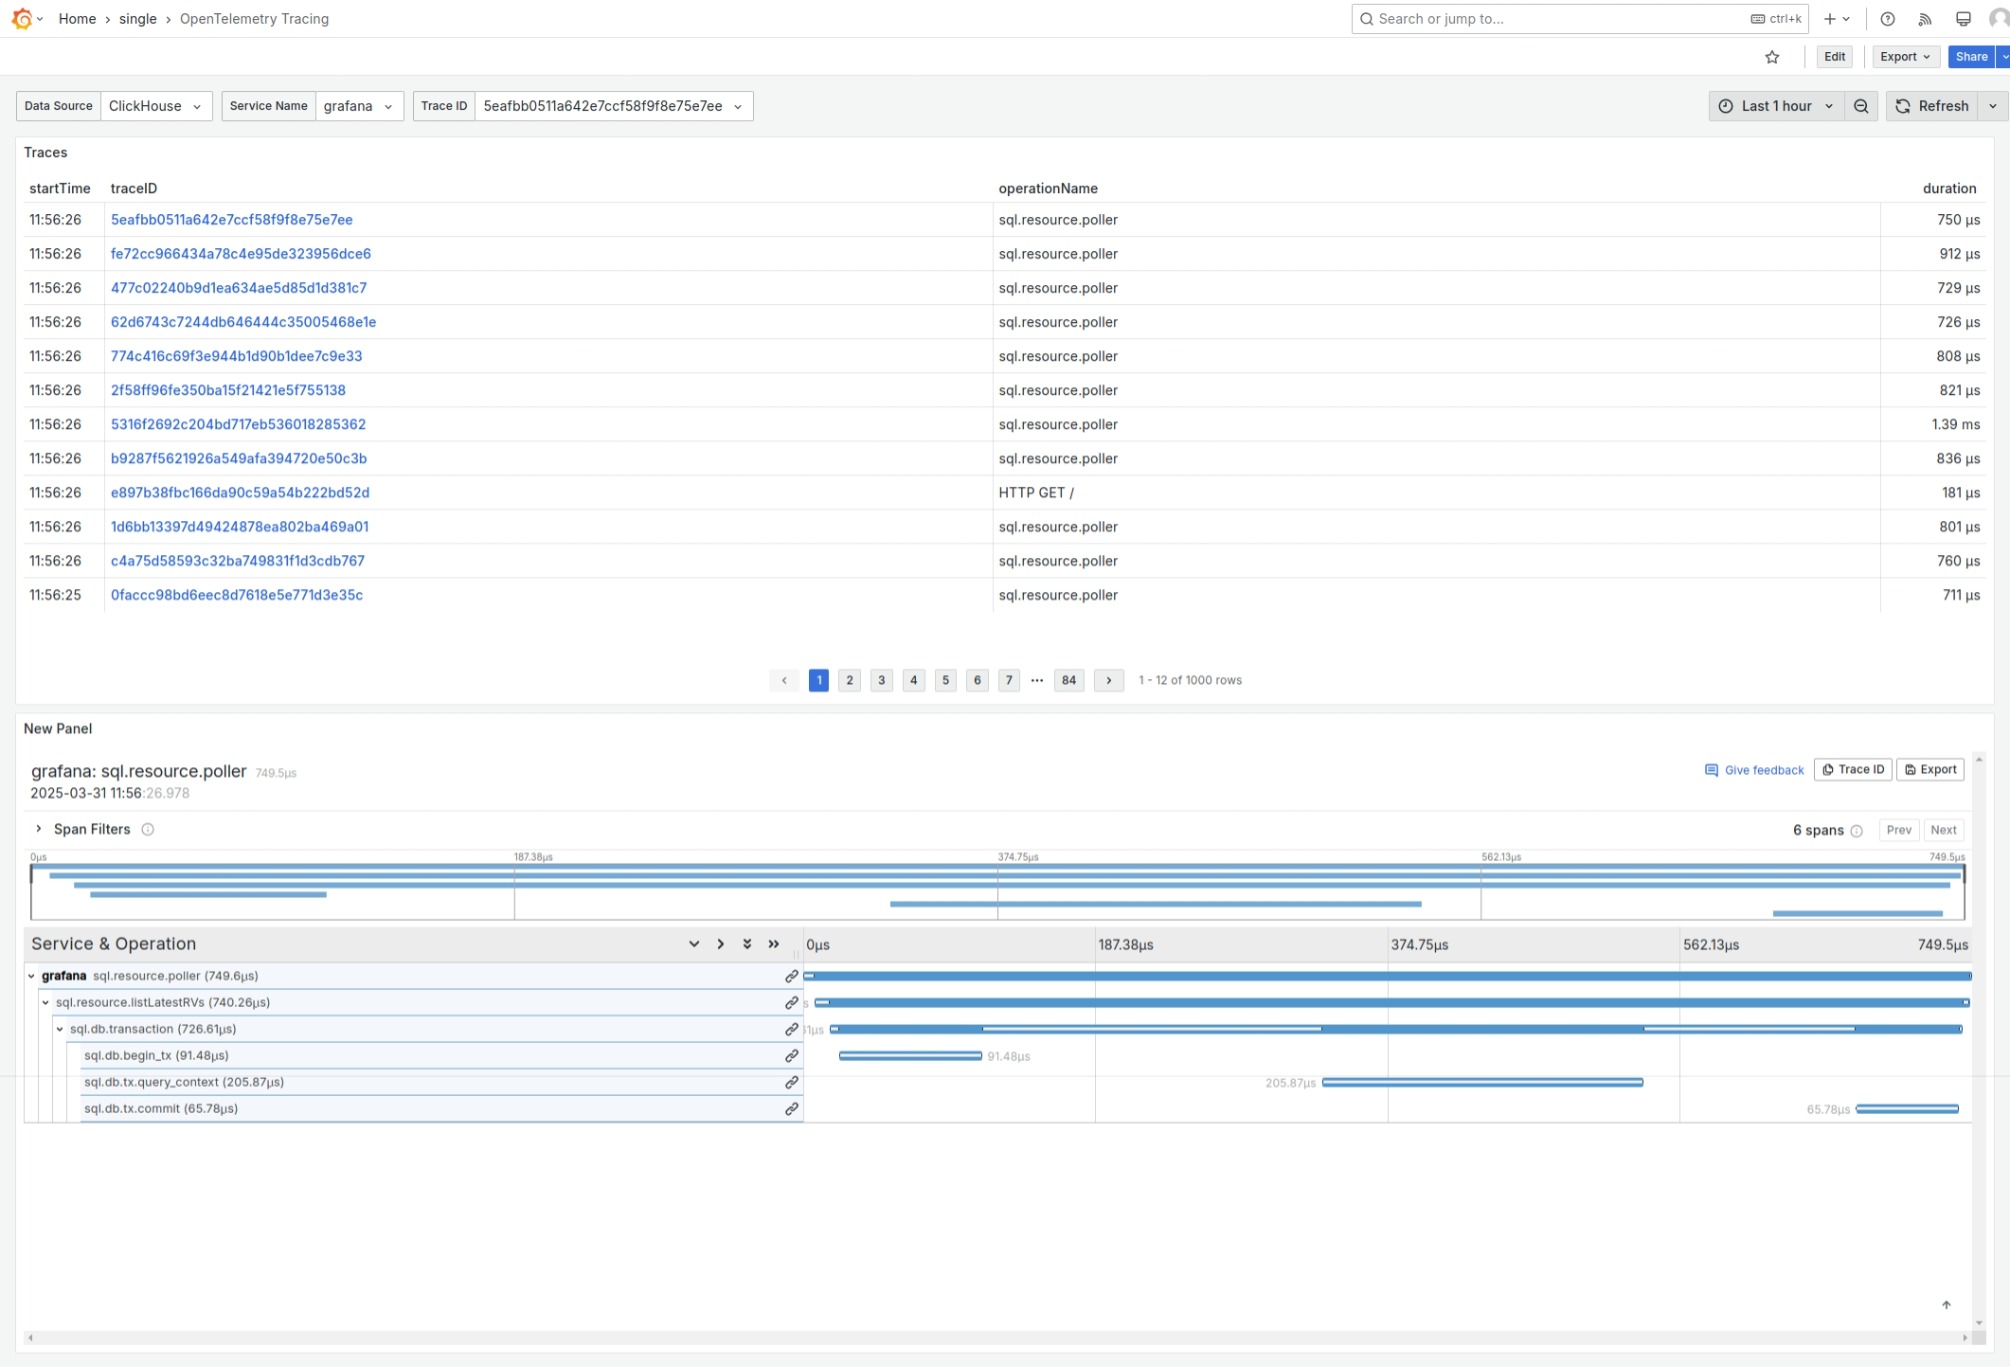 Home › single › OpenTelemetry Tracing Search or jump to... ctrl+k
Edit Export Share
Data Source ClickHouse Service Name grafana Trace ID 5eafbb0511a642e7ccf58f9f8e75e7ee Last 1 hour Refresh
Traces
startTime traceID operationName duration
11:56:26 5eafbb0511a642e7ccf58f9f8e75e7ee sql.resource.poller 750 µs
11:56:26 fe72cc966434a78c4e95de323956dce6 sql.resource.poller 912 µs
11:56:26 477c02240b9d1ea634ae5d85d1d381c7 sql.resource.poller 729 µs
11:56:26 62d6743c7244db646444c35005468e1e sql.resource.poller 726 µs
11:56:26 774c416c69f3e944b1d90b1dee7c9e33 sql.resource.poller 808 µs
11:56:26 2f58ff96fe350ba15f21421e5f755138 sql.resource.poller 821 µs
11:56:26 5316f2692c204bd717eb536018285362 sql.resource.poller 1.39 ms
11:56:26 b9287f5621926a549afa394720e50c3b sql.resource.poller 836 µs
11:56:26 e897b38fbc166da90c59a54b222bd52d HTTP GET / 181 µs
11:56:26 1d6bb13397d49424878ea802ba469a01 sql.resource.poller 801 µs
11:56:26 c4a75d58593c32ba749831f1d3cdb767 sql.resource.poller 760 µs
11:56:25 0faccc98bd6eec8d7618e5e771d3e35c sql.resource.poller 711 µs
1 2 3 4 5 6 7 ... 84 1 - 12 of 1000 rows
New Panel
grafana: sql.resource.poller 749.5µs Give feedback Trace ID Export
2025-03-31 11:56:26.978
Span Filters 6 spans Prev Next
0µs 187.38µs 374.75µs 562.13µs 749.5µs
Service & Operation 0µs 187.38µs 374.75µs 562.13µs 749.5µs
grafana sql.resource.poller (749.6µs)
sql.resource.listLatestRVs (740.26µs) s
sql.db.transaction (726.61µs) 31µs
sql.db.begin_tx (91.48µs) 91.48µs
sql.db.tx.query_context (205.87µs) 205.87µs
sql.db.tx.commit (65.78µs) 65.78µs